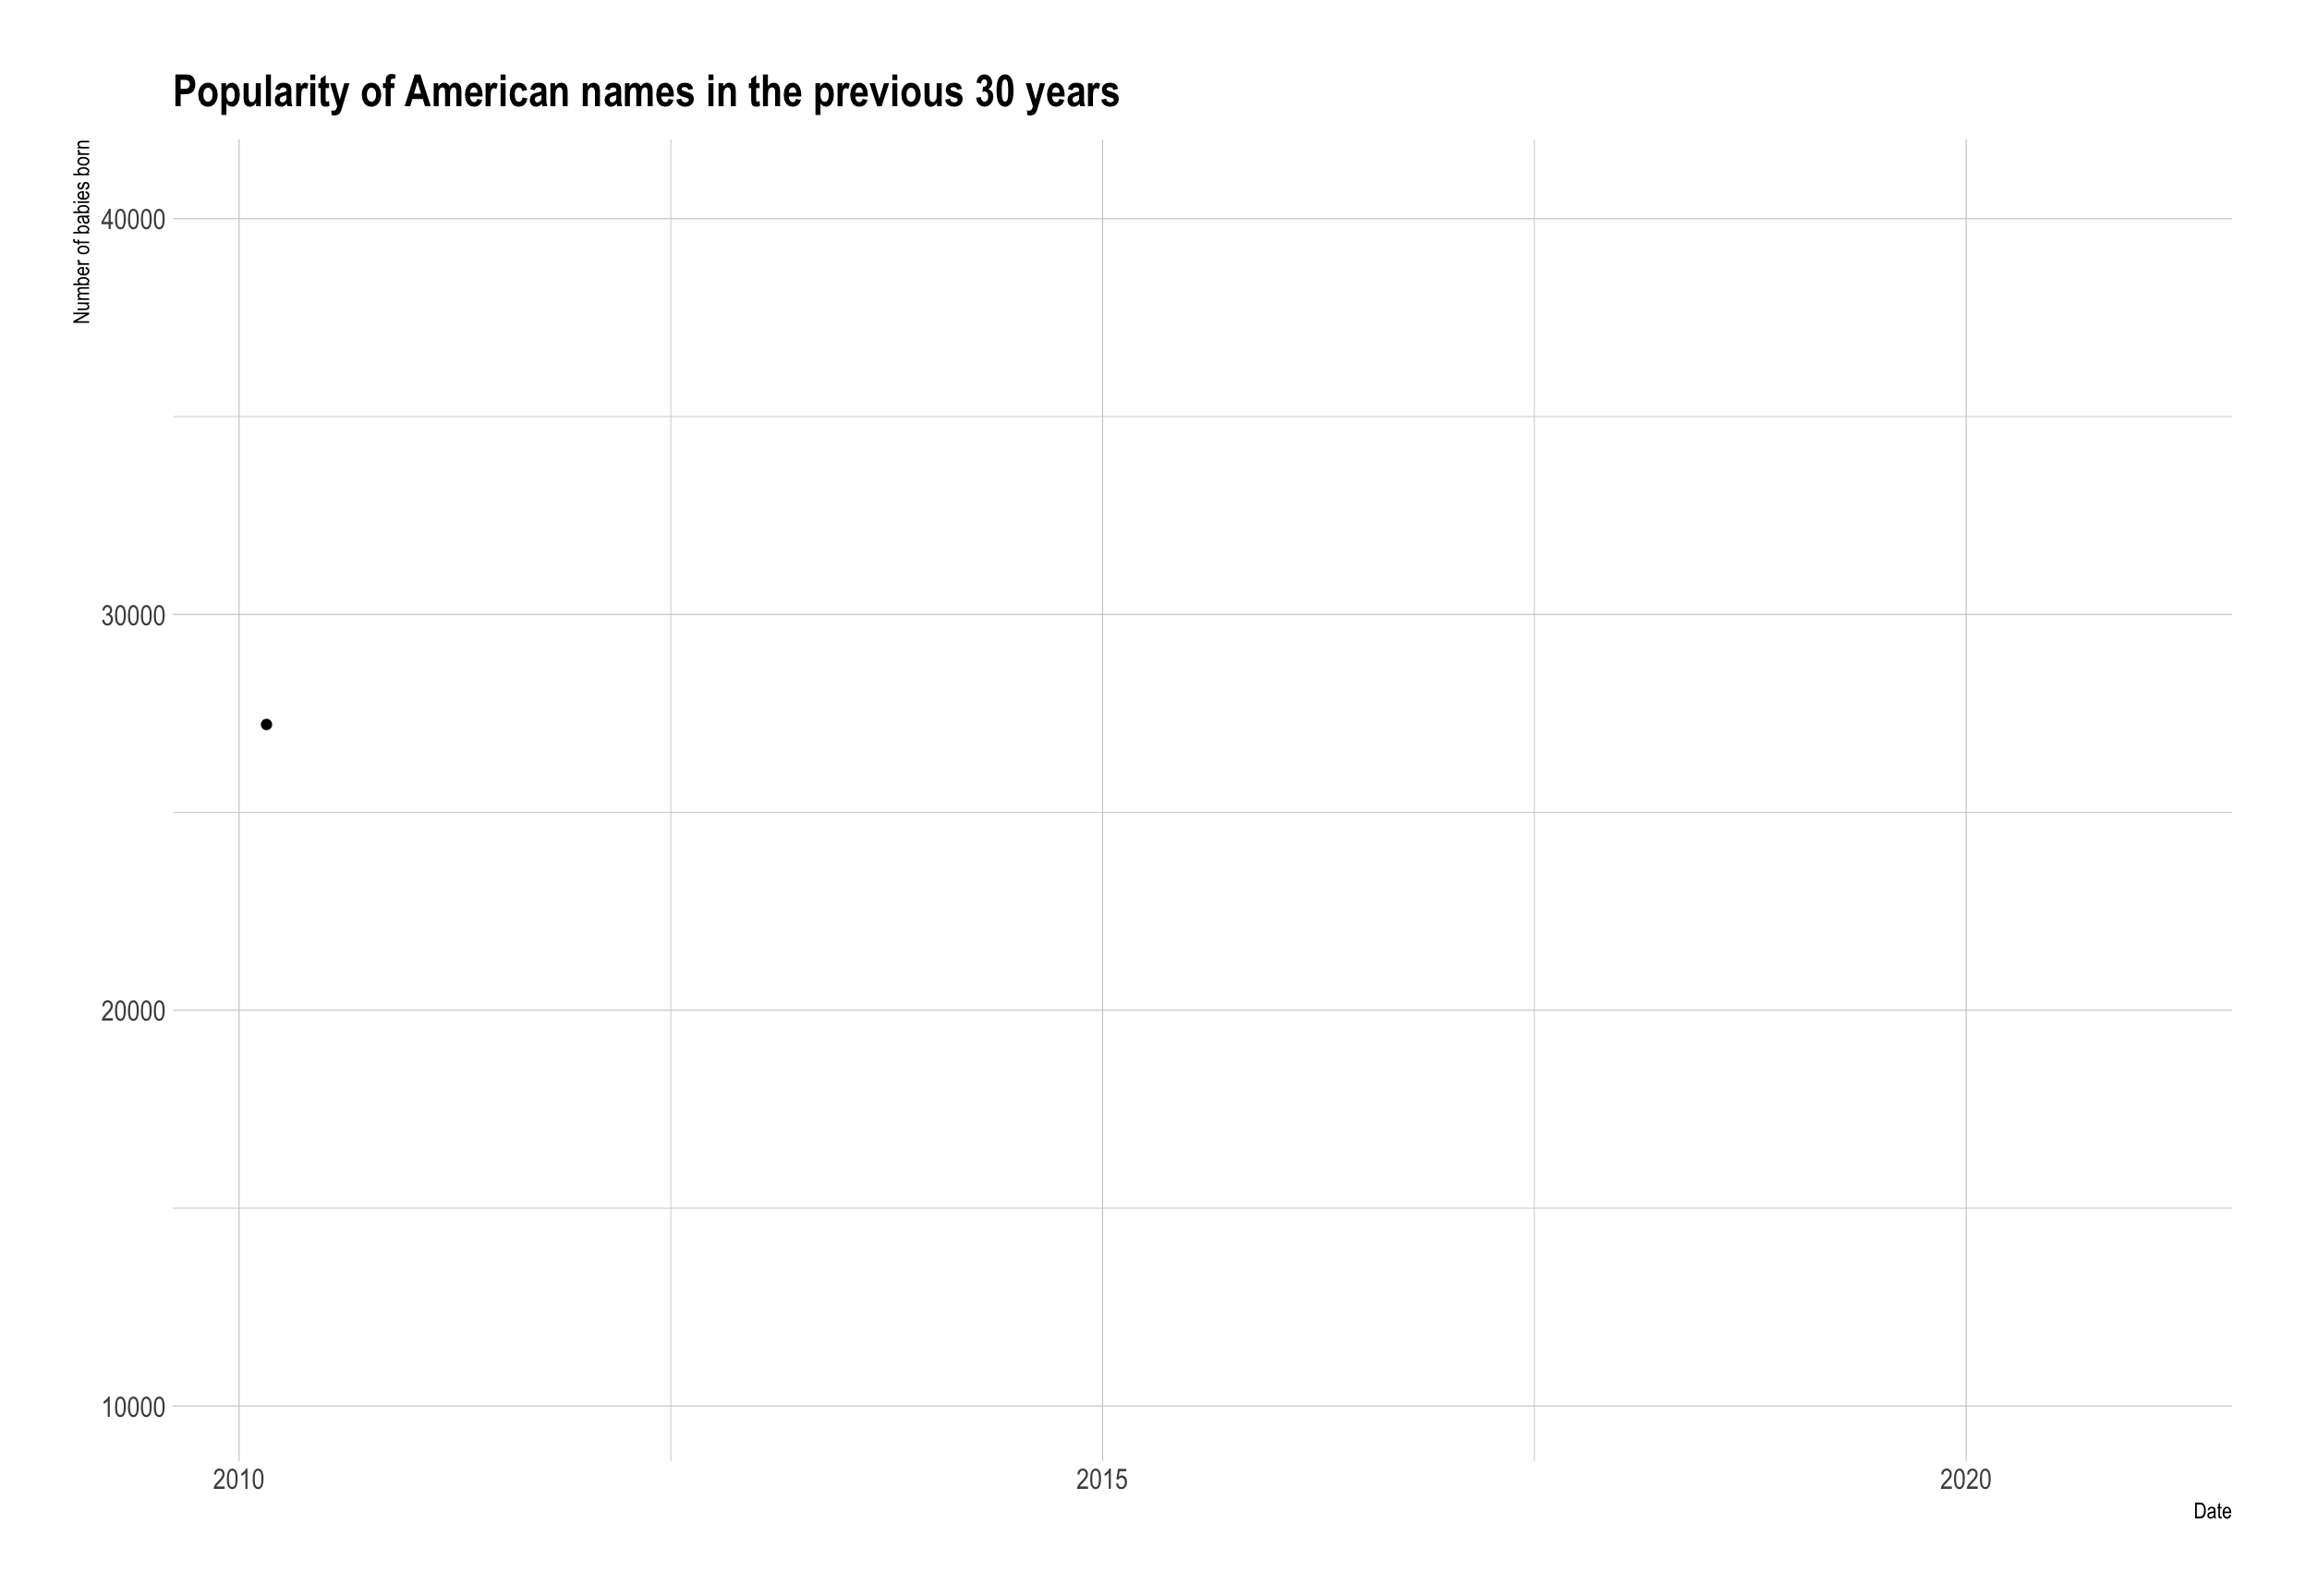 Popularity of American names in the previous 30 years
Number of babies born
40000
30000
20000
10000
2010
2015
2020
Date